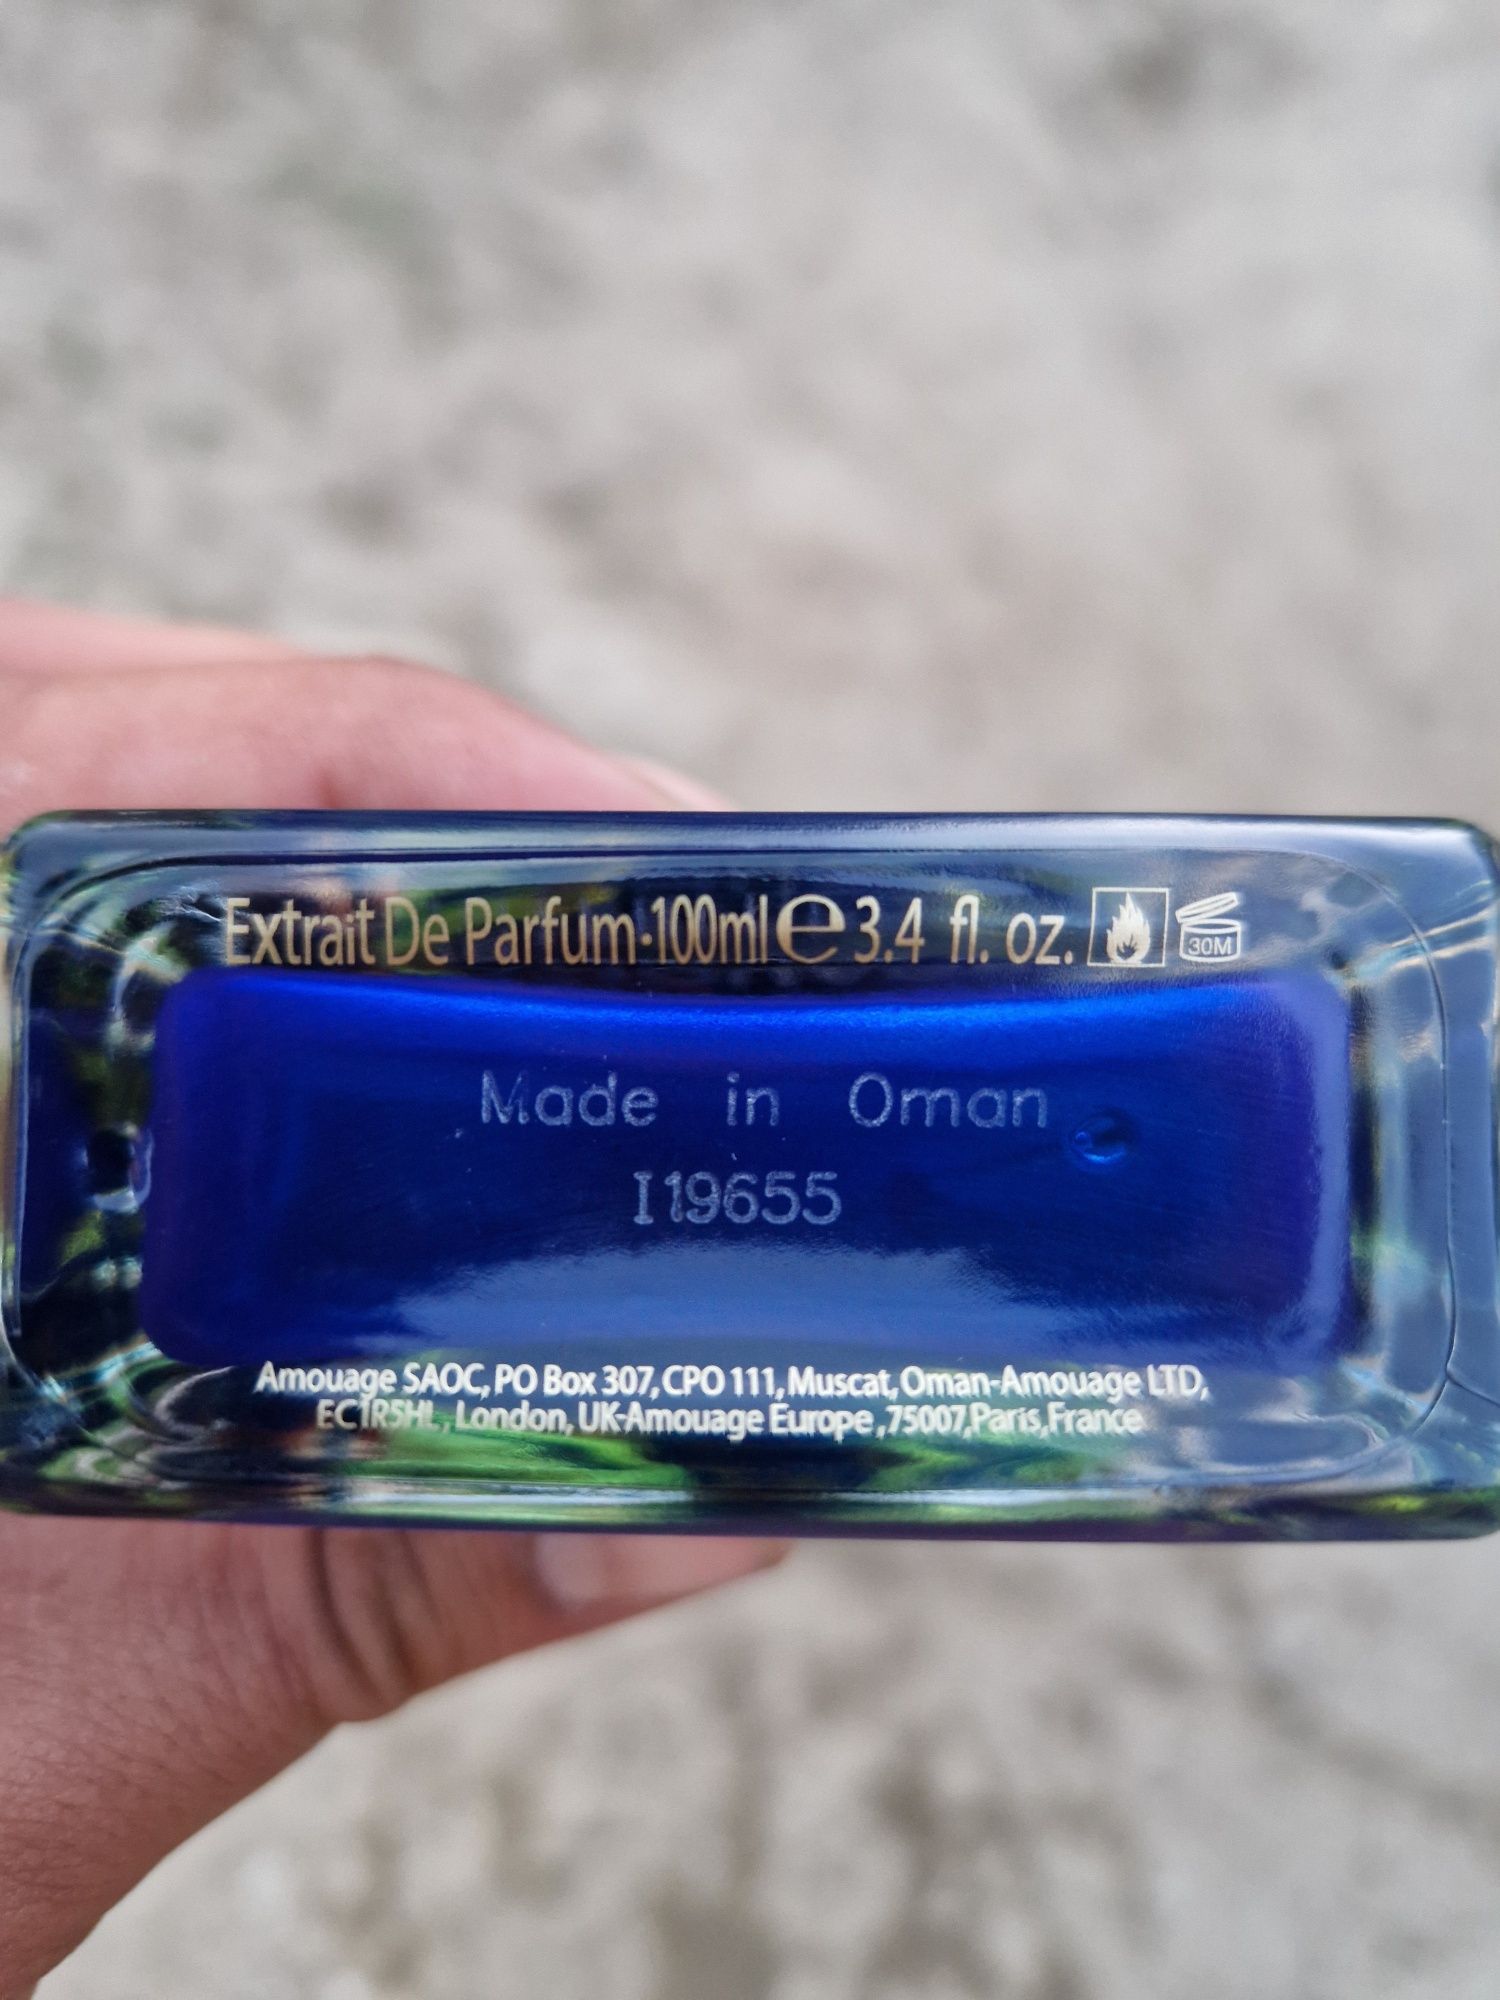 Extrait De Parfum·100ml e 3.4 fl. oz. 30M
Made in Oman
I19655
Amouage SAOC, PO Box 307, CPO 111, Muscat, Oman-Amouage LTD,
EC1R5HL, London, UK-Amouage Europe, 75007, Paris, France